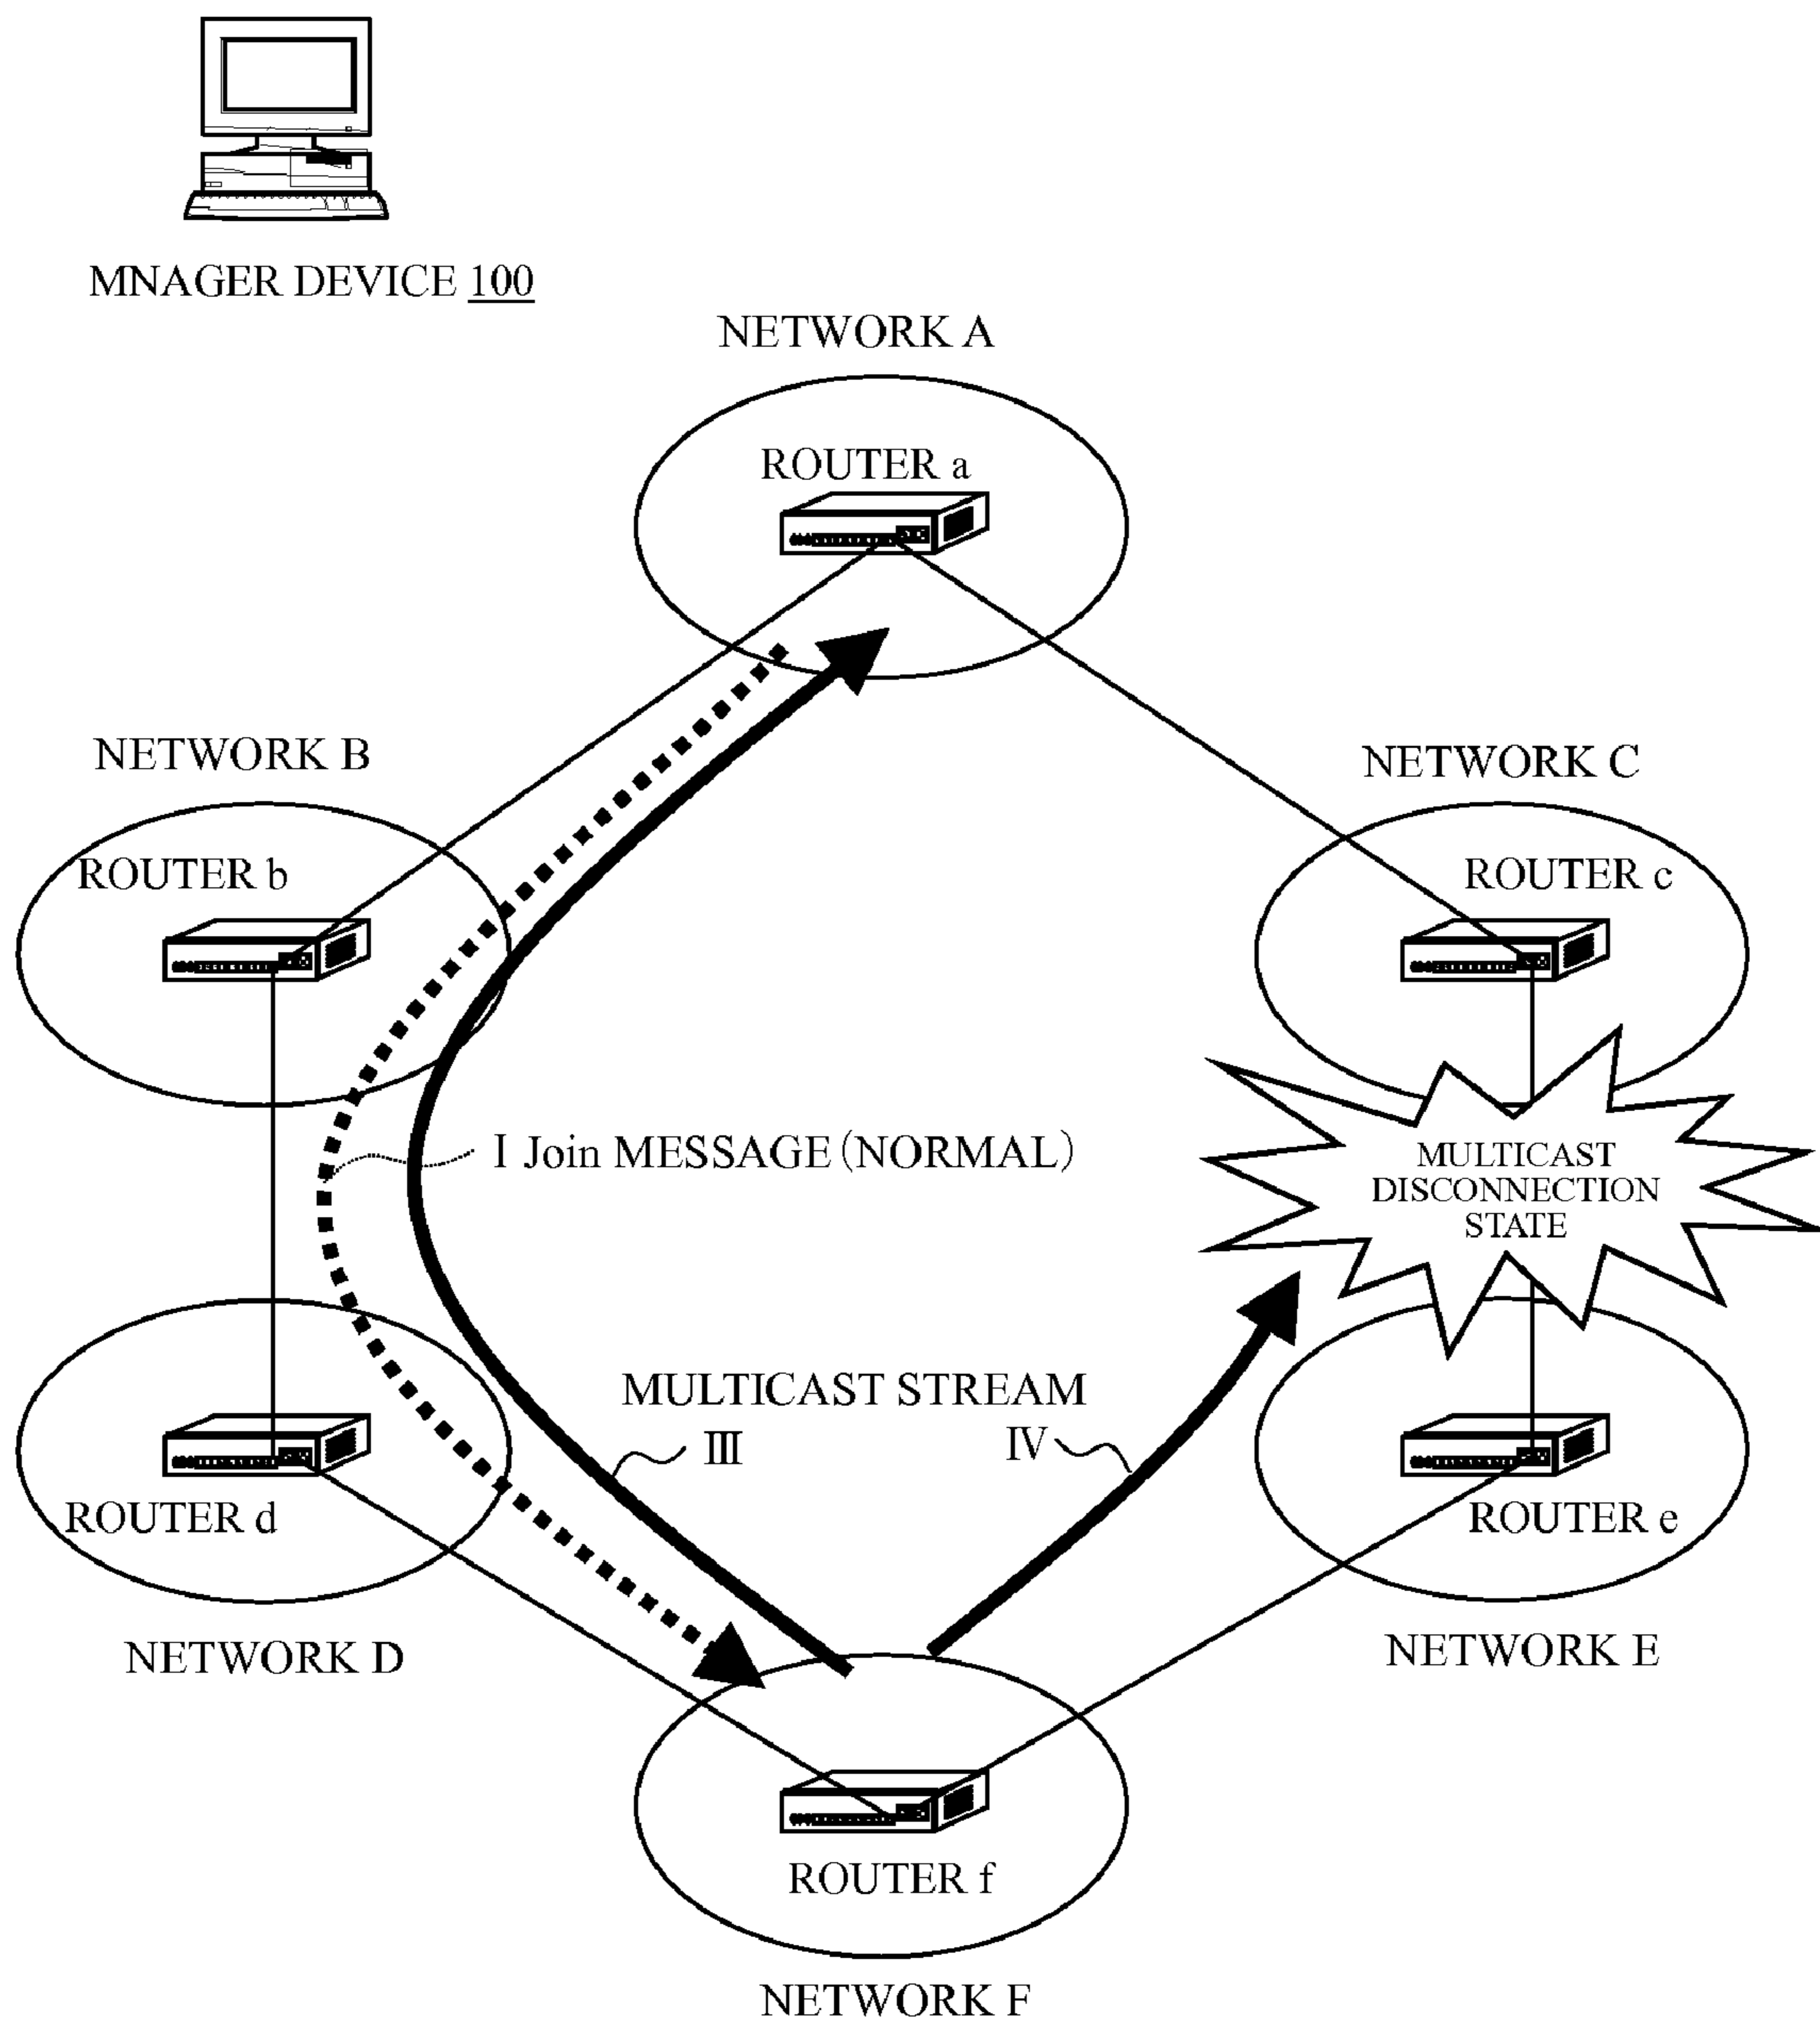 MNAGER DEVICE 100
NETWORK A
ROUTER a
NETWORK B
NETWORK C
ROUTER b
ROUTER c
I Join MESSAGE (NORMAL)
MULTICAST
DISCONNECTION
STATE
MULTICAST STREAM
III
IV
ROUTER d
ROUTER e
NETWORK D
NETWORK E
ROUTER f
NETWORK F